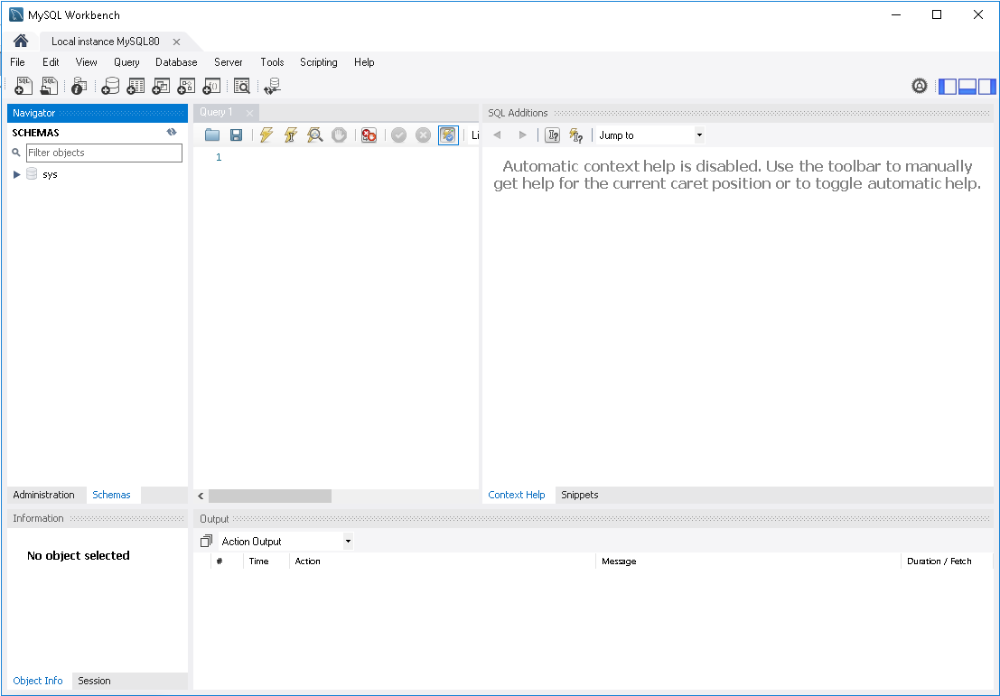 MySQL Workbench
Local instance MySQL80
File Edit View Query Database Server Tools Scripting Help
SQL SQL
Navigator
SCHEMAS
Filter objects
sys
Administration Schemas
Information
No object selected
Object Info Session
Query 1
Li
1
SQL Additions
Jump to
Automatic context help is disabled. Use the toolbar to manually
get help for the current caret position or to toggle automatic help.
Context Help Snippets
Output
Action Output
# Time Action Message Duration / Fetch